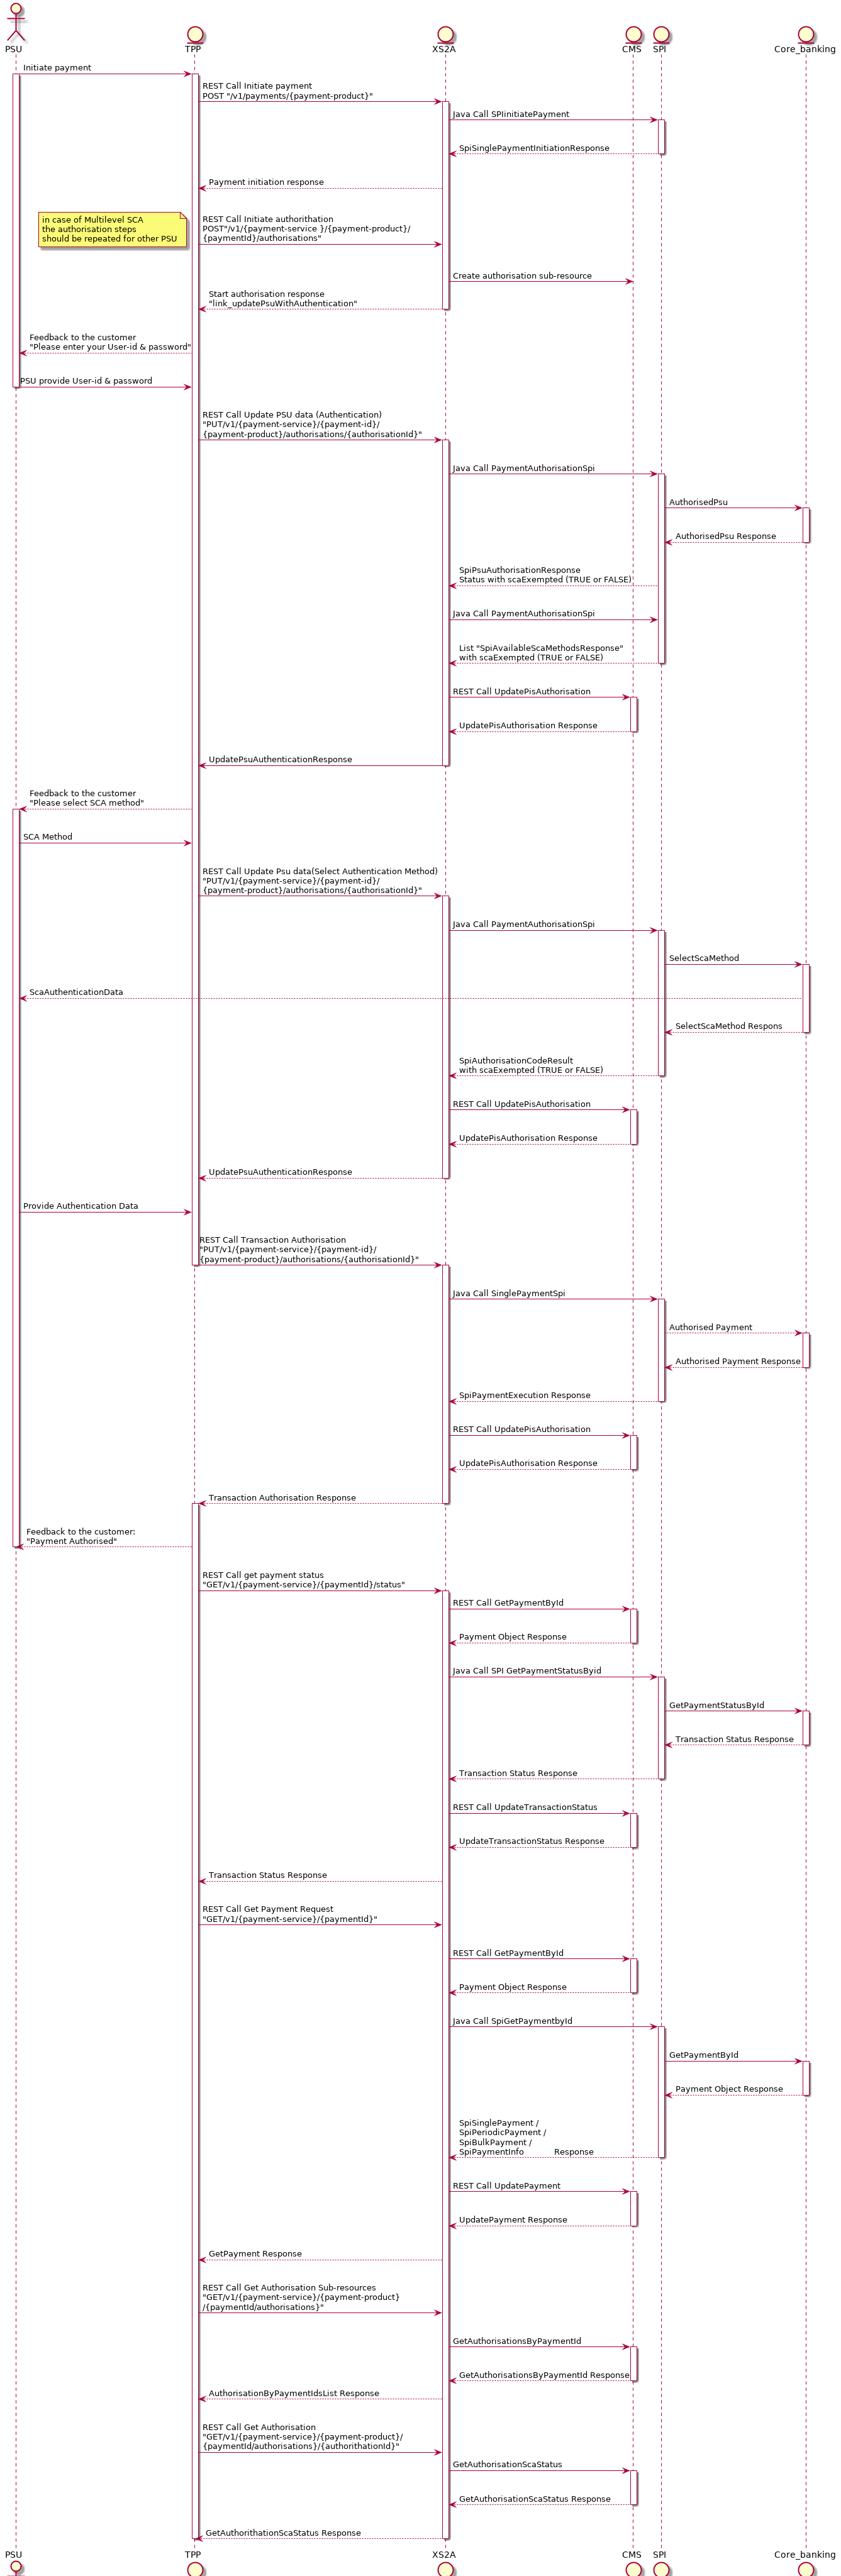 PSU
TPP
XS2A
CMS
SPI
Core_banking
Initiate payment
REST Call Initiate payment
POST "/v1/payments/{payment-product}"
Java Call SPIinitiatePayment
SpiSinglePaymentInitiationResponse
Payment initiation response
in case of Multilevel SCA
the authorisation steps
should be repeated for other PSU
REST Call Initiate authorithation
POST"/v1/{payment-service }/{payment-product}/
{paymentId}/authorisations"
Create authorisation sub-resource
Start authorisation response
"link_updatePsuWithAuthentication"
Feedback to the customer
"Please enter your User-id & password"
PSU provide User-id & password
REST Call Update PSU data (Authentication)
"PUT/v1/{payment-service}/{payment-id}/
{payment-product}/authorisations/{authorisationId}"
Java Call PaymentAuthorisationSpi
AuthorisedPsu
AuthorisedPsu Response
SpiPsuAuthorisationResponse
Status with scaExempted (TRUE or FALSE)
Java Call PaymentAuthorisationSpi
List "SpiAvailableScaMethodsResponse"
with scaExempted (TRUE or FALSE)
REST Call UpdatePisAuthorisation
UpdatePisAuthorisation Response
UpdatePsuAuthenticationResponse
Feedback to the customer
"Please select SCA method"
SCA Method
REST Call Update Psu data(Select Authentication Method)
"PUT/v1/{payment-service}/{payment-id}/
{payment-product}/authorisations/{authorisationId}"
Java Call PaymentAuthorisationSpi
SelectScaMethod
ScaAuthenticationData
SelectScaMethod Respons
SpiAuthorisationCodeResult
with scaExempted (TRUE or FALSE)
REST Call UpdatePisAuthorisation
UpdatePisAuthorisation Response
UpdatePsuAuthenticationResponse
Provide Authentication Data
REST Call Transaction Authorisation
"PUT/v1/{payment-service}/{payment-id}/
{payment-product}/authorisations/{authorisationId}"
Java Call SinglePaymentSpi
Authorised Payment
Authorised Payment Response
SpiPaymentExecution Response
REST Call UpdatePisAuthorisation
UpdatePisAuthorisation Response
Transaction Authorisation Response
Feedback to the customer:
"Payment Authorised"
REST Call get payment status
"GET/v1/{payment-service}/{paymentId}/status"
REST Call GetPaymentById
Payment Object Response
Java Call SPI GetPaymentStatusByid
GetPaymentStatusById
Transaction Status Response
Transaction Status Response
REST Call UpdateTransactionStatus
UpdateTransactionStatus Response
Transaction Status Response
REST Call Get Payment Request
"GET/v1/{payment-service}/{paymentId}"
REST Call GetPaymentById
Payment Object Response
Java Call SpiGetPaymentbyId
GetPaymentById
Payment Object Response
SpiSinglePayment /
SpiPeriodicPayment /
SpiBulkPayment /
SpiPaymentInfo Response
REST Call UpdatePayment
UpdatePayment Response
GetPayment Response
REST Call Get Authorisation Sub-resources
"GET/v1/{payment-service}/{payment-product}
/{paymentId/authorisations}"
GetAuthorisationsByPaymentId
GetAuthorisationsByPaymentId Response
AuthorisationByPaymentIdsList Response
REST Call Get Authorisation
"GET/v1/{payment-service}/{payment-product}/
{paymentId/authorisations}/{authorithationId}"
GetAuthorisationScaStatus
GetAuthorisationScaStatus Response
GetAuthorithationScaStatus Response
PSU
TPP
XS2A
CMS
SPI
Core_banking